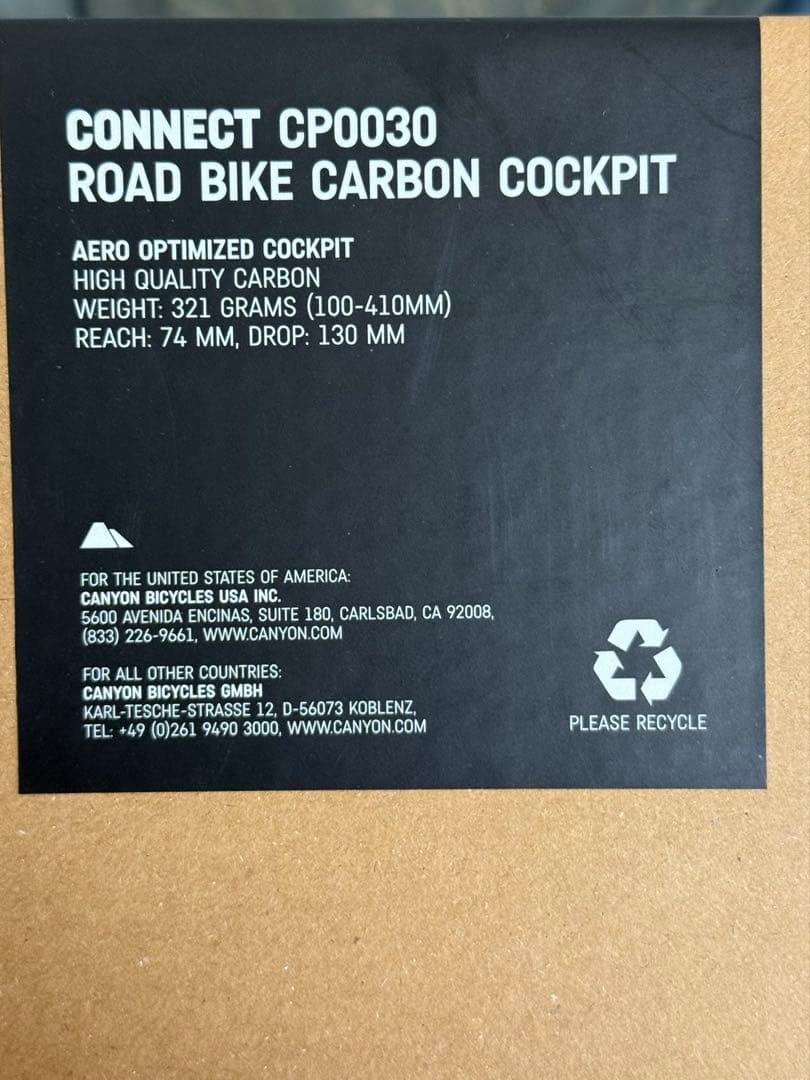 CONNECT CP0030
ROAD BIKE CARBON COCKPIT
AERO OPTIMIZED COCKPIT
HIGH QUALITY CARBON
WEIGHT: 321 GRAMS (100-410MM)
REACH: 74 MM, DROP: 130 MM
FOR THE UNITED STATES OF AMERICA:
CANYON BICYCLES USA INC.
5600 AVENIDA ENCINAS, SUITE 180, CARLSBAD, CA 92008,
(833) 226-9661, WWW.CANYON.COM
FOR ALL OTHER COUNTRIES:
CANYON BICYCLES GMBH
KARL-TESCHE-STRASSE 12, D-56073 KOBLENZ,
TEL: +49 (0)261 9490 3000, WWW.CANYON.COM
PLEASE RECYCLE